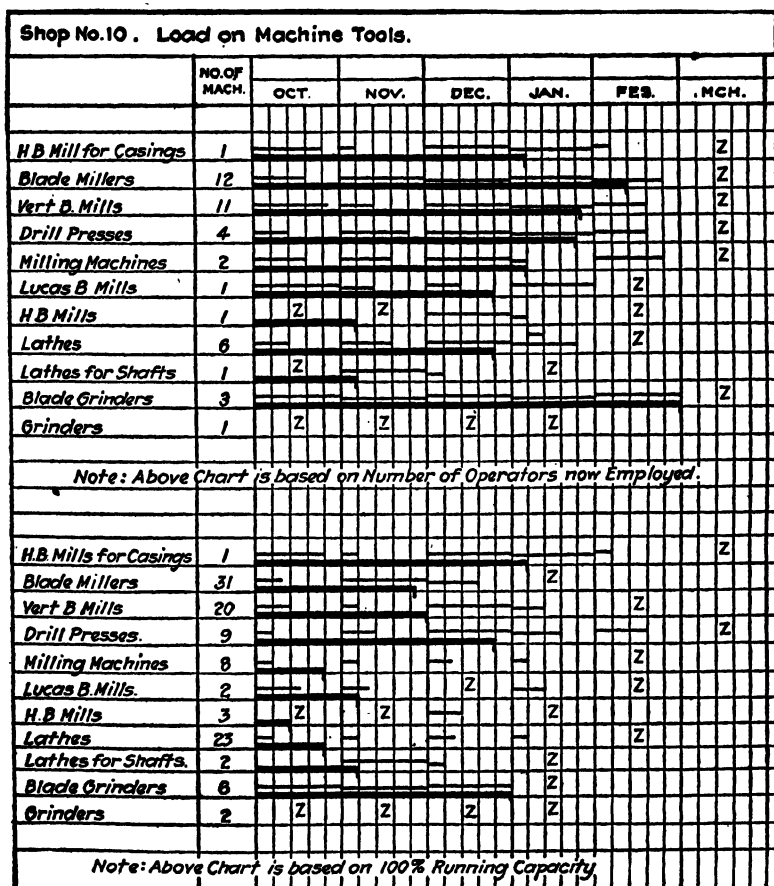 Shop No.10. Load on Machine Tools.
NO.OF MACH. OCT. NOV. DEC. JAN. FES. .MCH.
H B Mill for Casings 1 Z
Blade Millers 12 Z
Vert B. Mills 11 Z
Drill Presses 4 Z
Milling Machines 2 Z
Lucas B Mills 1 Z
H B Mills 1 Z Z Z
Lathes 6 Z
Lathes for Shafts 1 Z Z
Blade Grinders 3 Z
Grinders 1 Z Z Z Z
Note: Above Chart is based on Number of Operators now Employed.
H.B. Mills for Casings 1 Z
Blade Millers 31 Z
Vert B Mills 20 Z
Drill Presses. 9 Z
Milling Machines 8 Z
Lucas B. Mills. 2 Z Z
H.B Mills 3 Z Z Z
Lathes 23 Z
Lathes for Shafts. 2 Z
Blade Grinders 6 Z
Grinders 2 Z Z Z Z
Note: Above Chart is based on 100% Running Capacity